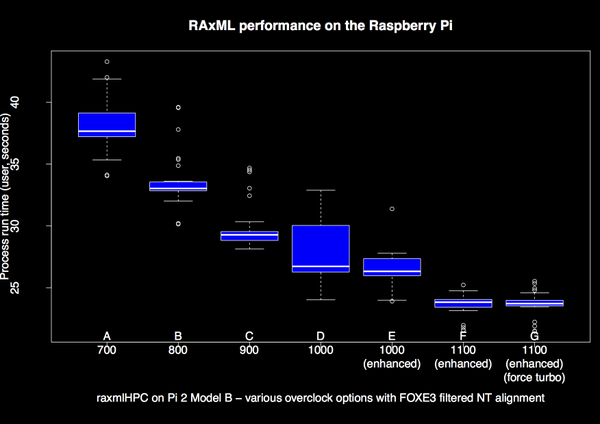 RAxML performance on the Raspberry Pi
Process run time (user, seconds)
40
35
30
25
A B C D E F G
700 800 900 1000 1000 1100 1100
(enhanced) (enhanced) (enhanced)
(force turbo)
raxmlHPC on Pi 2 Model B – various overclock options with FOXE3 filtered NT alignment